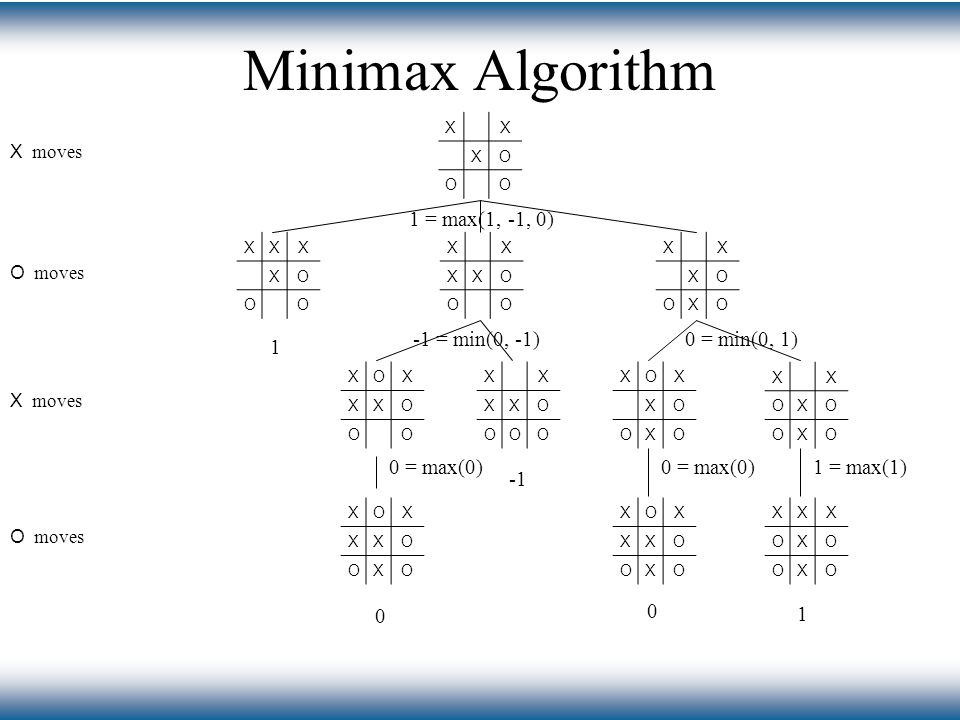 Minimax Algorithm
X moves
X X
X O
O O
1 = max(1, -1, 0)
O moves
X X X
X O
O O
X X
X X O
O O
X X
X O
O X O
1
-1 = min(0, -1)
0 = min(0, 1)
X moves
X O X
X X O
O O
X X
X X O
O O O
X O X
X O
O X O
X X
O X O
O X O
0 = max(0)
-1
0 = max(0)
1 = max(1)
O moves
X O X
X X O
O X O
X O X
X X O
O X O
X X X
O X O
O X O
0
0
1